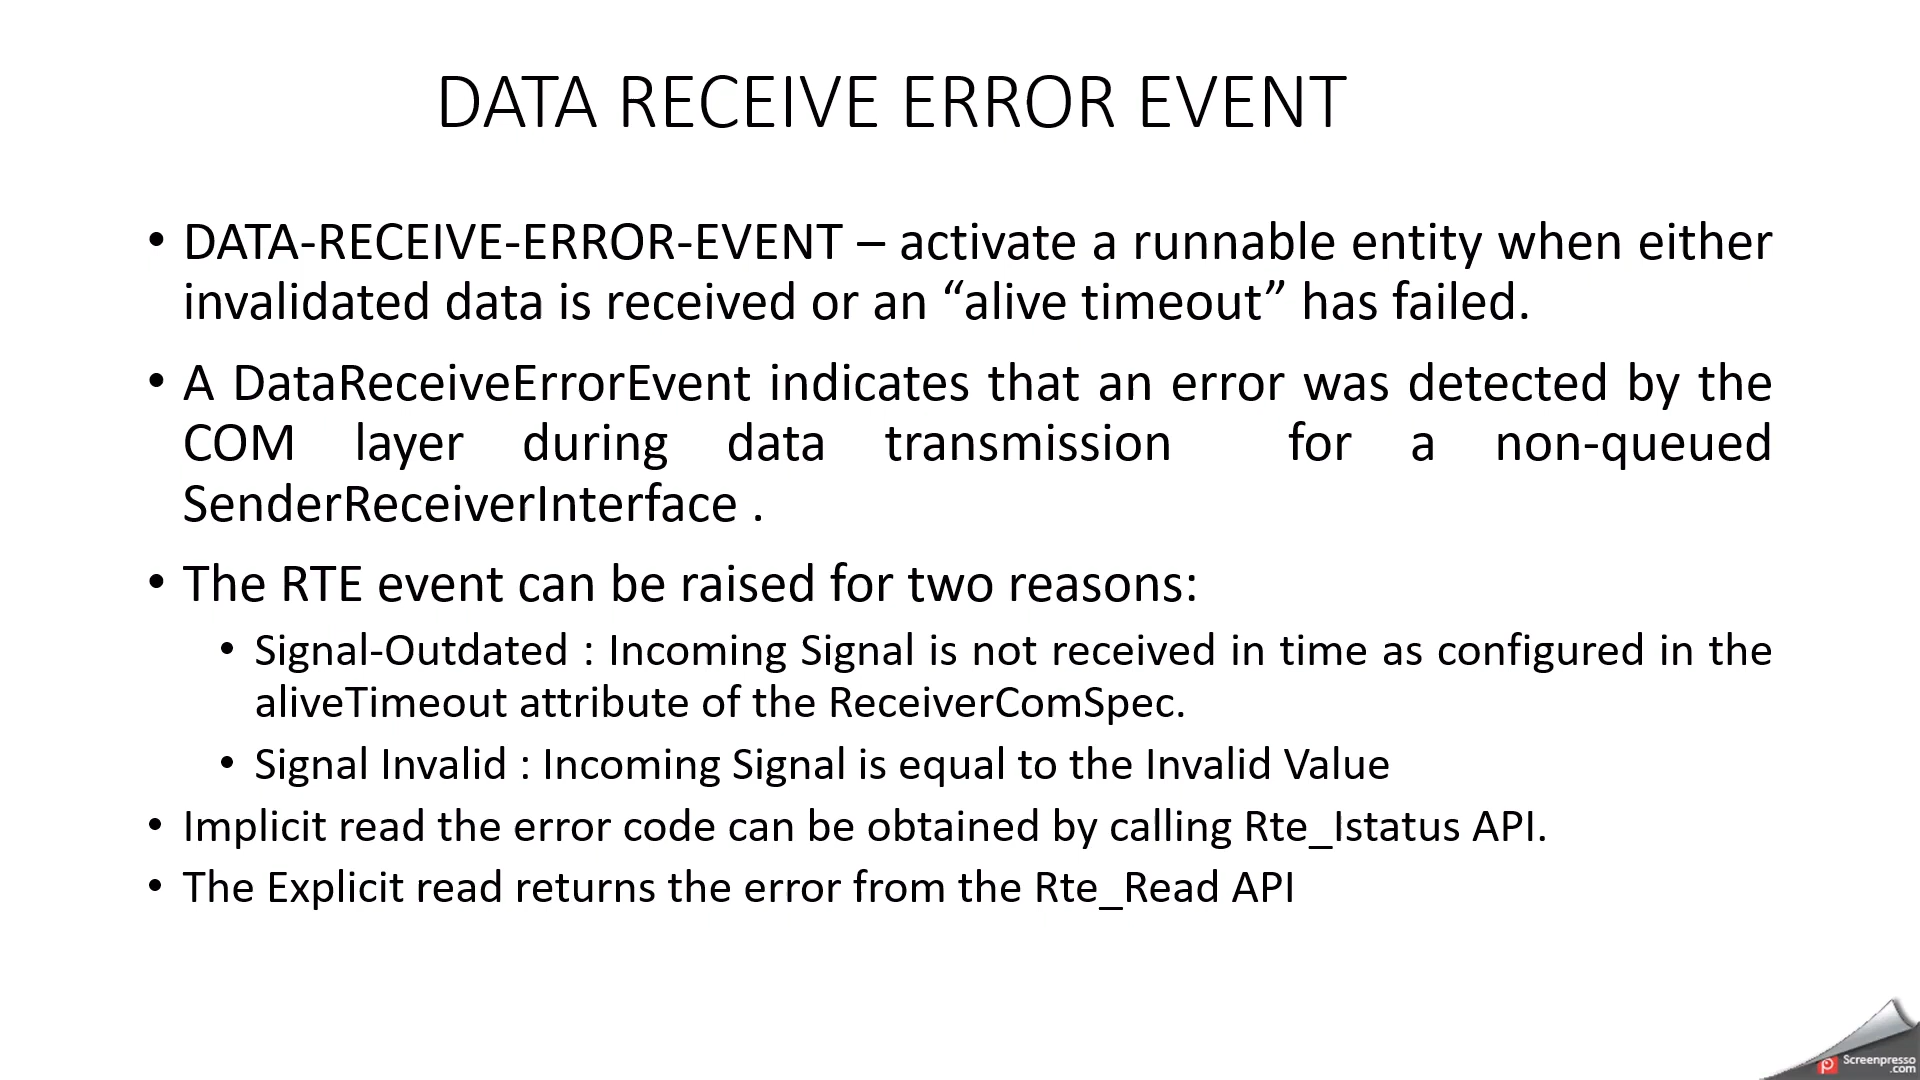 DATA RECEIVE ERROR EVENT
• DATA-RECEIVE-ERROR-EVENT – activate a runnable entity when either
invalidated data is received or an “alive timeout” has failed.
• A DataReceiveErrorEvent indicates that an error was detected by the
COM layer during data transmission for a non-queued
SenderReceiverInterface .
• The RTE event can be raised for two reasons:
• Signal-Outdated : Incoming Signal is not received in time as configured in the
aliveTimeout attribute of the ReceiverComSpec.
• Signal Invalid : Incoming Signal is equal to the Invalid Value
• Implicit read the error code can be obtained by calling Rte_Istatus API.
• The Explicit read returns the error from the Rte_Read API
Screenpresso
.com